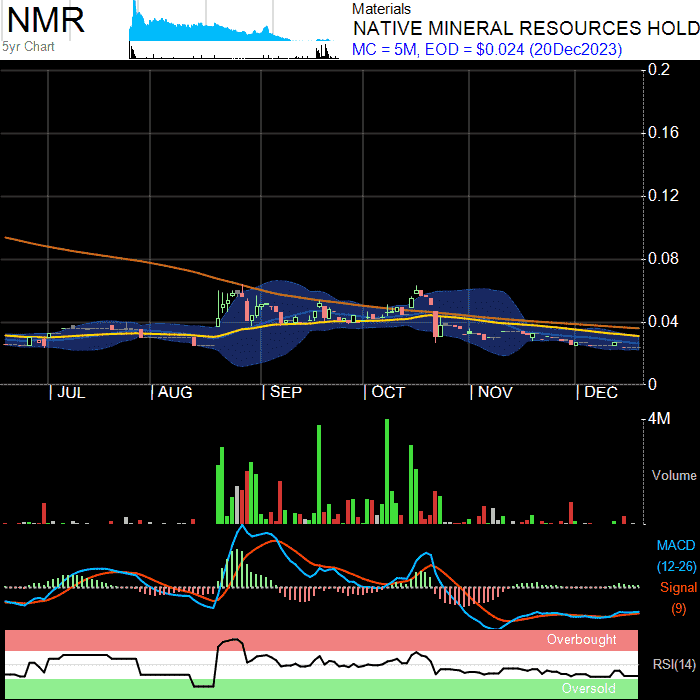 NMR
5yr Chart
Materials
NATIVE MINERAL RESOURCES HOLD
MC = 5M, EOD = $0.024 (20Dec2023)
0.2
0.16
0.12
0.08
0.04
0
JUL AUG SEP OCT NOV DEC
4M
Volume
MACD
(12-26)
Signal
(9)
Overbought
RSI(14)
Oversold